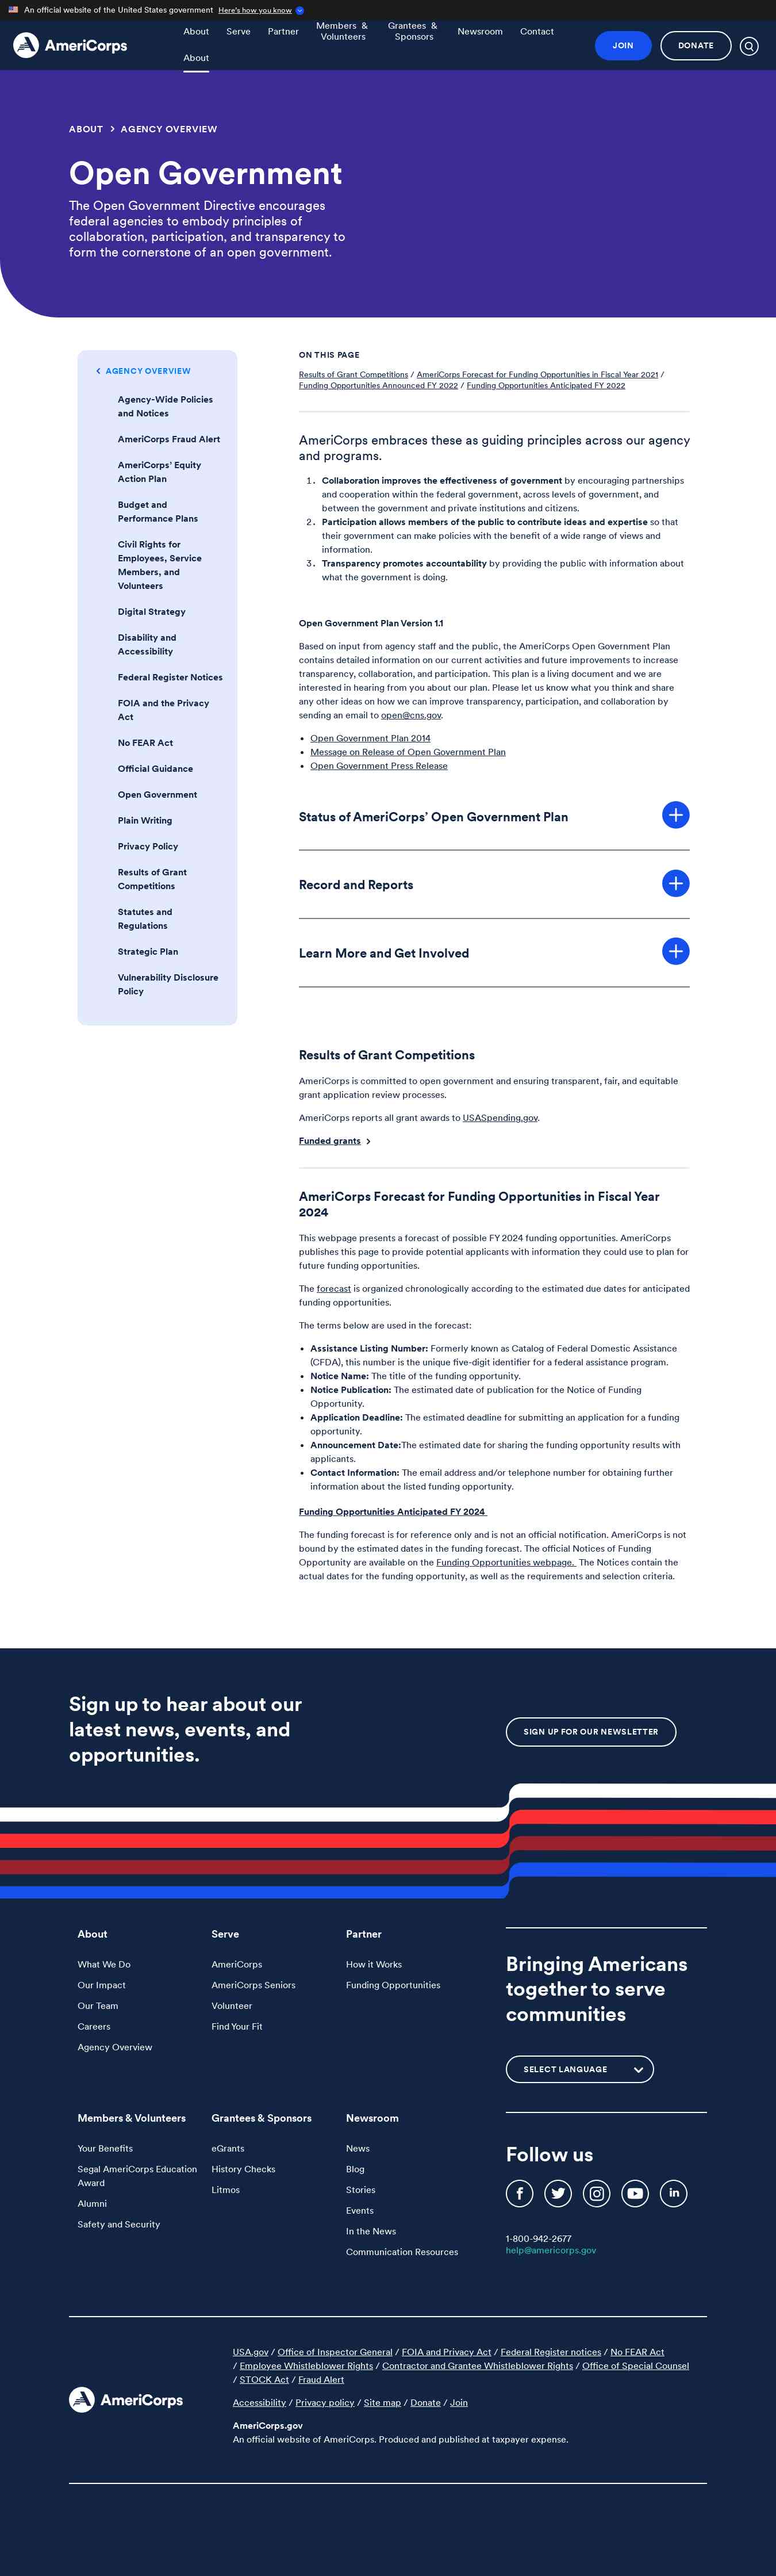 An official website of the United States government Here's how you know
AmeriCorps
About
Serve
Partner
Members & Volunteers
Grantees & Sponsors
Newsroom
Contact
JOIN
DONATE
About
ABOUT > AGENCY OVERVIEW
Open Government
The Open Government Directive encourages
federal agencies to embody principles of
collaboration, participation, and transparency to
form the cornerstone of an open government.
AGENCY OVERVIEW
Agency-Wide Policies
and Notices
AmeriCorps Fraud Alert
AmeriCorps' Equity
Action Plan
Budget and
Performance Plans
Civil Rights for
Employees, Service
Members, and
Volunteers
Digital Strategy
Disability and
Accessibility
Federal Register Notices
FOIA and the Privacy
Act
No FEAR Act
Official Guidance
Open Government
Plain Writing
Privacy Policy
Results of Grant
Competitions
Statutes and
Regulations
Strategic Plan
Vulnerability Disclosure
Policy
ON THIS PAGE
Results of Grant Competitions / AmeriCorps Forecast for Funding Opportunities in Fiscal Year 2021 /
Funding Opportunities Announced FY 2022 / Funding Opportunities Anticipated FY 2022
AmeriCorps embraces these as guiding principles across our agency
and programs.
1. Collaboration improves the effectiveness of government by encouraging partnerships
and cooperation within the federal government, across levels of government, and
between the government and private institutions and citizens.
2. Participation allows members of the public to contribute ideas and expertise so that
their government can make policies with the benefit of a wide range of views and
information.
3. Transparency promotes accountability by providing the public with information about
what the government is doing.
Open Government Plan Version 1.1
Based on input from agency staff and the public, the AmeriCorps Open Government Plan
contains detailed information on our current activities and future improvements to increase
transparency, collaboration, and participation. This plan is a living document and we are
interested in hearing from you about our plan. Please let us know what you think and share
any other ideas on how we can improve transparency, participation, and collaboration by
sending an email to open@cns.gov.
• Open Government Plan 2014
• Message on Release of Open Government Plan
• Open Government Press Release
Status of AmeriCorps' Open Government Plan
Record and Reports
Learn More and Get Involved
Results of Grant Competitions
AmeriCorps is committed to open government and ensuring transparent, fair, and equitable
grant application review processes.
AmeriCorps reports all grant awards to USASpending.gov.
Funded grants >
AmeriCorps Forecast for Funding Opportunities in Fiscal Year
2024
This webpage presents a forecast of possible FY 2024 funding opportunities. AmeriCorps
publishes this page to provide potential applicants with information they could use to plan for
future funding opportunities.
The forecast is organized chronologically according to the estimated due dates for anticipated
funding opportunities.
The terms below are used in the forecast:
• Assistance Listing Number: Formerly known as Catalog of Federal Domestic Assistance
(CFDA), this number is the unique five-digit identifier for a federal assistance program.
• Notice Name: The title of the funding opportunity.
• Notice Publication: The estimated date of publication for the Notice of Funding
Opportunity.
• Application Deadline: The estimated deadline for submitting an application for a funding
opportunity.
• Announcement Date:The estimated date for sharing the funding opportunity results with
applicants.
• Contact Information: The email address and/or telephone number for obtaining further
information about the listed funding opportunity.
Funding Opportunities Anticipated FY 2024
The funding forecast is for reference only and is not an official notification. AmeriCorps is not
bound by the estimated dates in the funding forecast. The official Notices of Funding
Opportunity are available on the Funding Opportunities webpage. The Notices contain the
actual dates for the funding opportunity, as well as the requirements and selection criteria.
Sign up to hear about our
latest news, events, and
opportunities.
SIGN UP FOR OUR NEWSLETTER
About
What We Do
Our Impact
Our Team
Careers
Agency Overview
Serve
AmeriCorps
AmeriCorps Seniors
Volunteer
Find Your Fit
Partner
How it Works
Funding Opportunities
Bringing Americans
together to serve
communities
SELECT LANGUAGE
Members & Volunteers
Your Benefits
Segal AmeriCorps Education
Award
Alumni
Safety and Security
Grantees & Sponsors
eGrants
History Checks
Litmos
Newsroom
News
Blog
Stories
Events
In the News
Communication Resources
Follow us
1-800-942-2677
help@americorps.gov
AmeriCorps
USA.gov / Office of Inspector General / FOIA and Privacy Act / Federal Register notices / No FEAR Act
/ Employee Whistleblower Rights / Contractor and Grantee Whistleblower Rights / Office of Special Counsel
/ STOCK Act / Fraud Alert
Accessibility / Privacy policy / Site map / Donate / Join
AmeriCorps.gov
An official website of AmeriCorps. Produced and published at taxpayer expense.